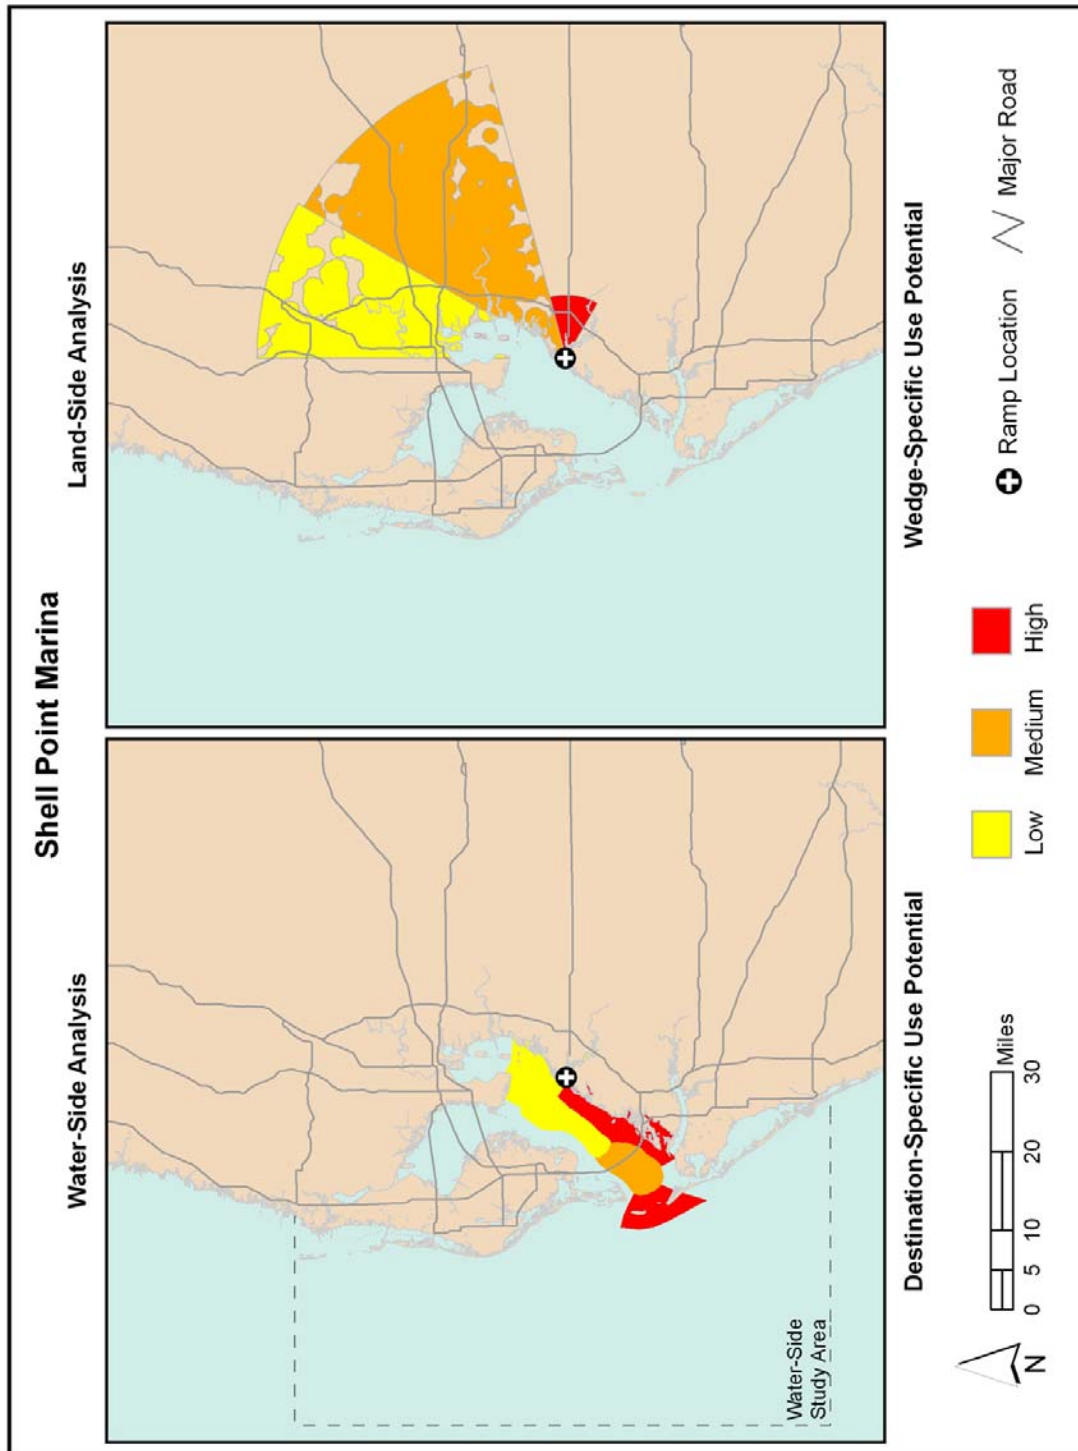 Shell Point Marina
Water-Side Analysis
Land-Side Analysis
Water-Side
Study Area
Destination-Specific Use Potential
Wedge-Specific Use Potential
N
0 5 10 20 30
Miles
Low
Medium
High
Ramp Location
Major Road